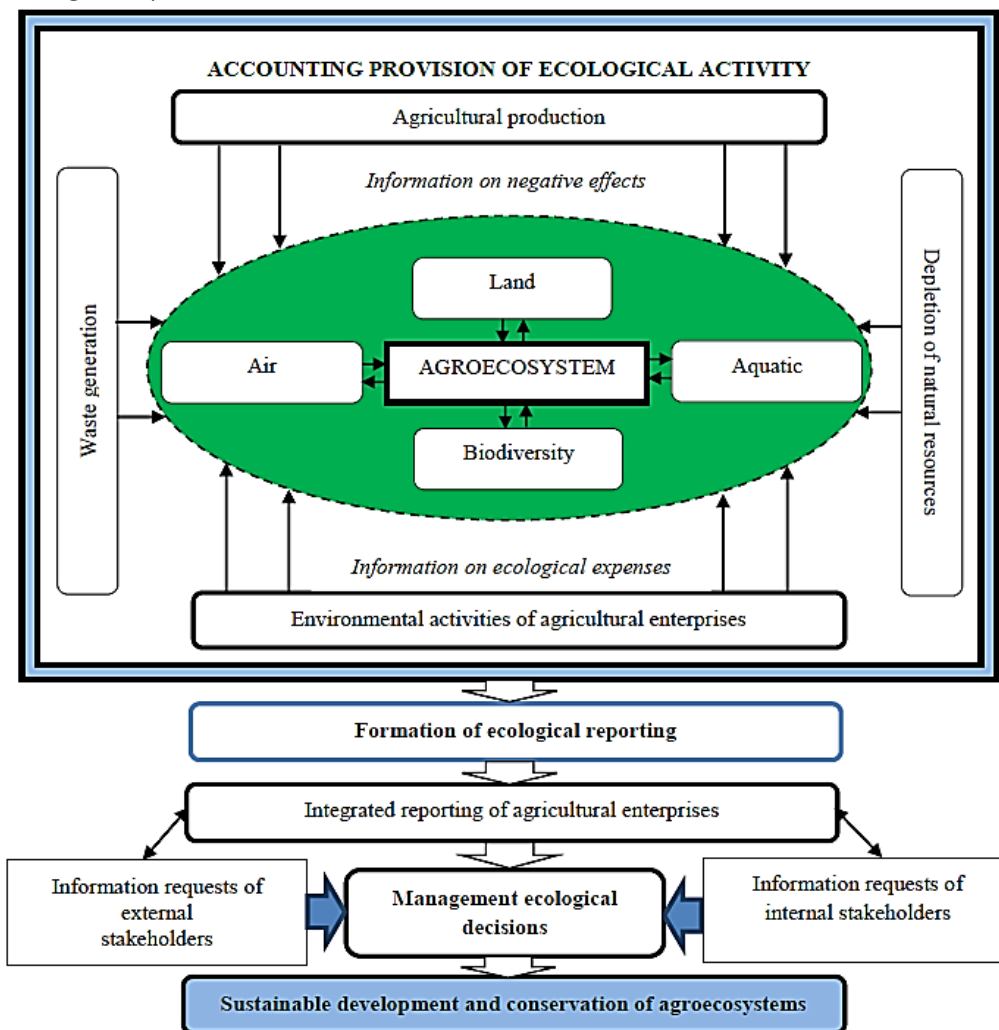 ACCOUNTING PROVISION OF ECOLOGICAL ACTIVITY
Agricultural production
Information on negative effects
Waste generation
Depletion of natural
resources
Land
Air
AGROECOSYSTEM
Aquatic
Biodiversity
Information on ecological expenses
Environmental activities of agricultural enterprises
Formation of ecological reporting
Integrated reporting of agricultural enterprises
Information requests of
external
stakeholders
Management ecological
decisions
Information requests of
internal stakeholders
Sustainable development and conservation of agroecosystems